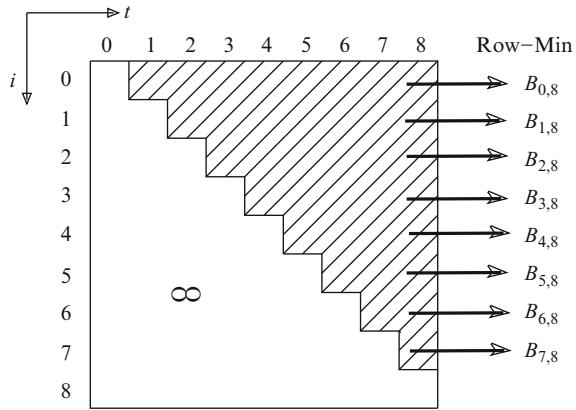 t
0 1 2 3 4 5 6 7 8 Row-Min
i
0 B0,8
1 B1,8
2 B2,8
3 B3,8
4 B4,8
5 B5,8
∞
6 B6,8
7 B7,8
8